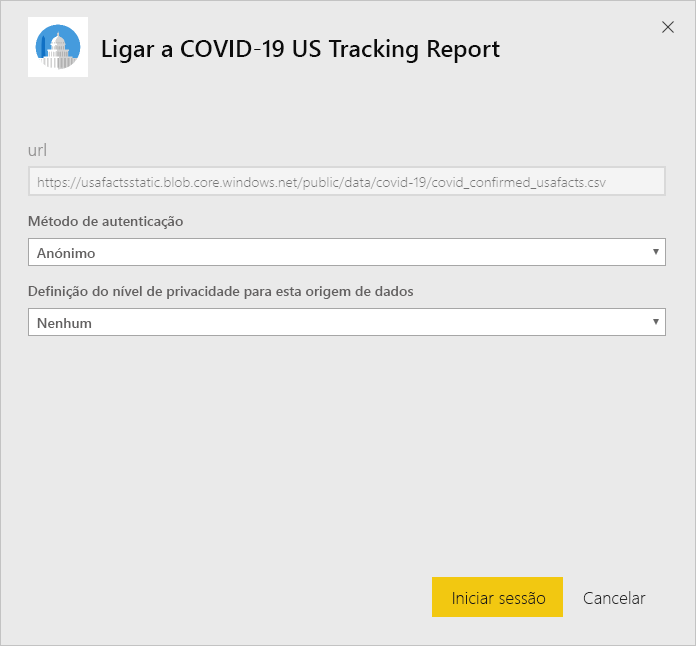 Ligar a COVID-19 US Tracking Report
url
https://usafactsstatic.blob.core.windows.net/public/data/covid-19/covid_confirmed_usafacts.csv
Método de autenticação
Anónimo
Definição do nível de privacidade para esta origem de dados
Nenhum
Iniciar sessão Cancelar